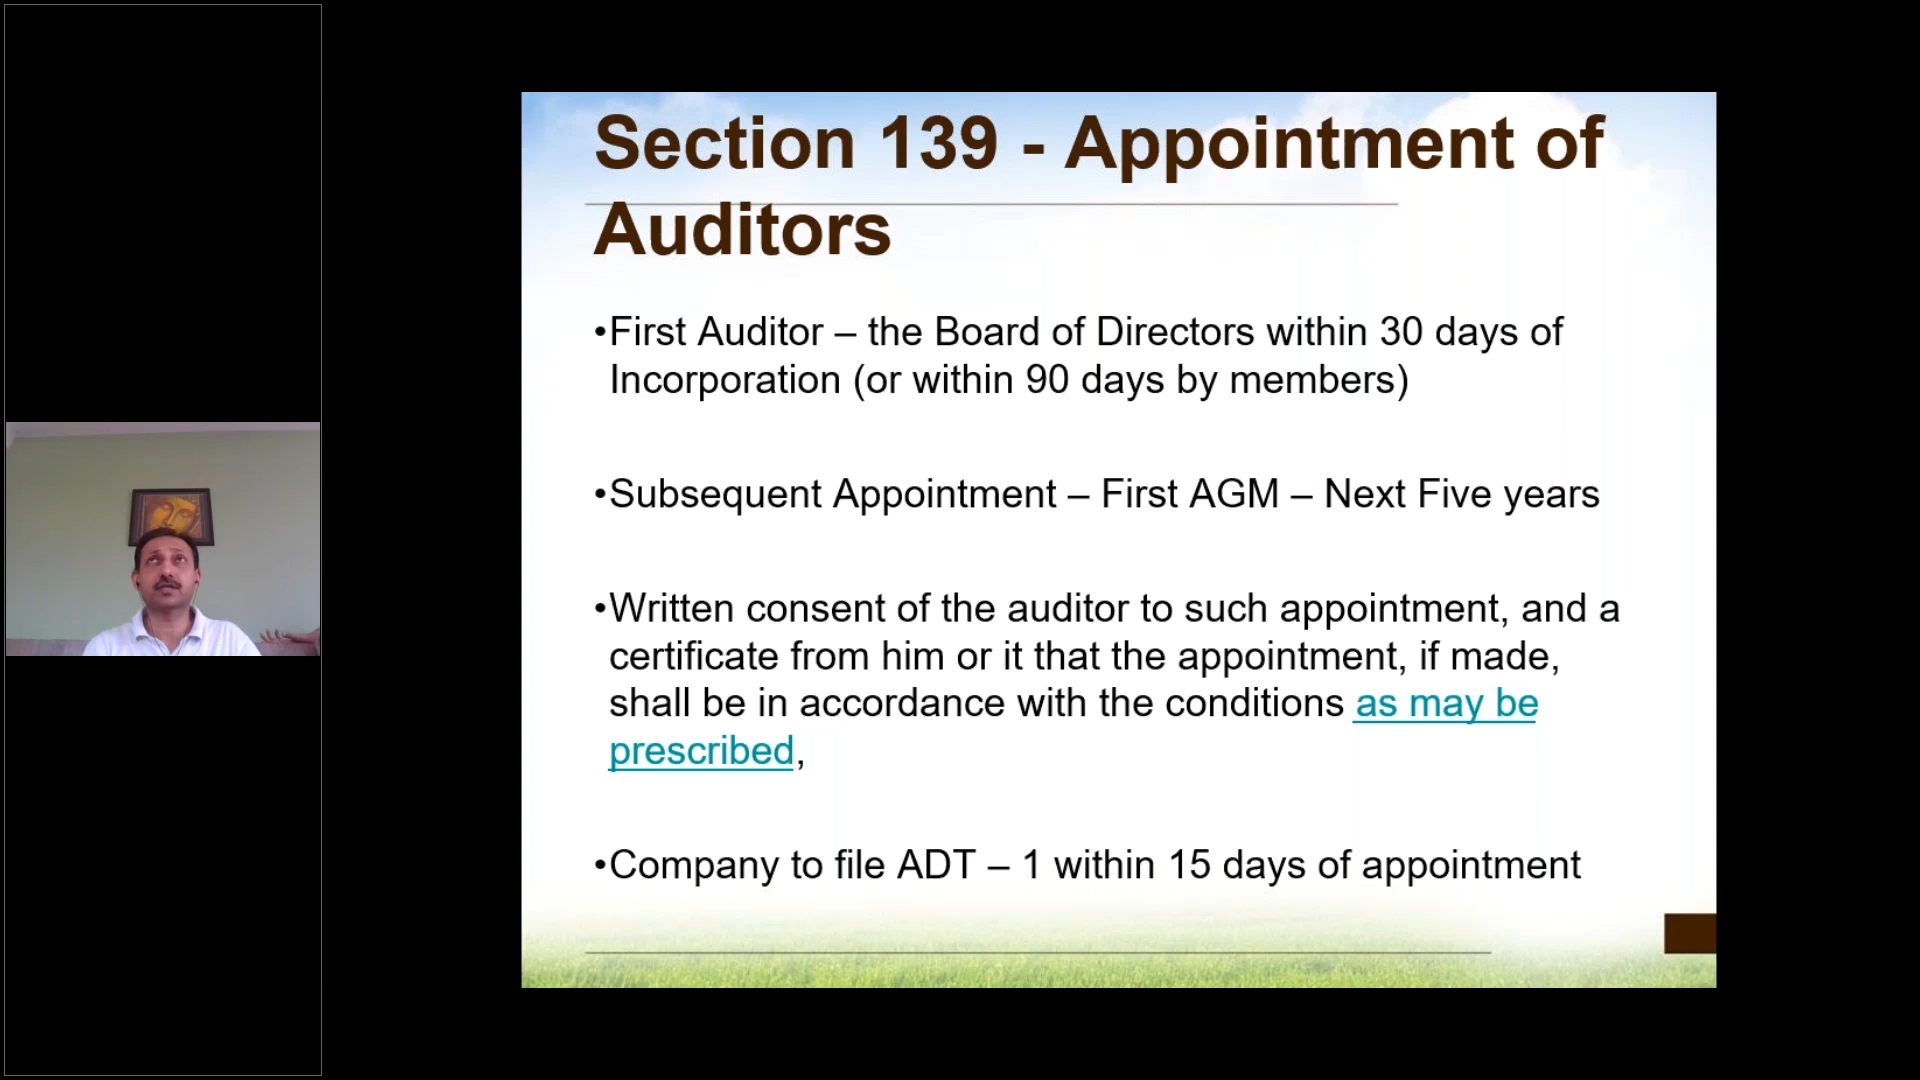 Section 139 - Appointment of
Auditors
•First Auditor – the Board of Directors within 30 days of
Incorporation (or within 90 days by members)
•Subsequent Appointment – First AGM – Next Five years
•Written consent of the auditor to such appointment, and a
certificate from him or it that the appointment, if made,
shall be in accordance with the conditions as may be
prescribed,
•Company to file ADT – 1 within 15 days of appointment